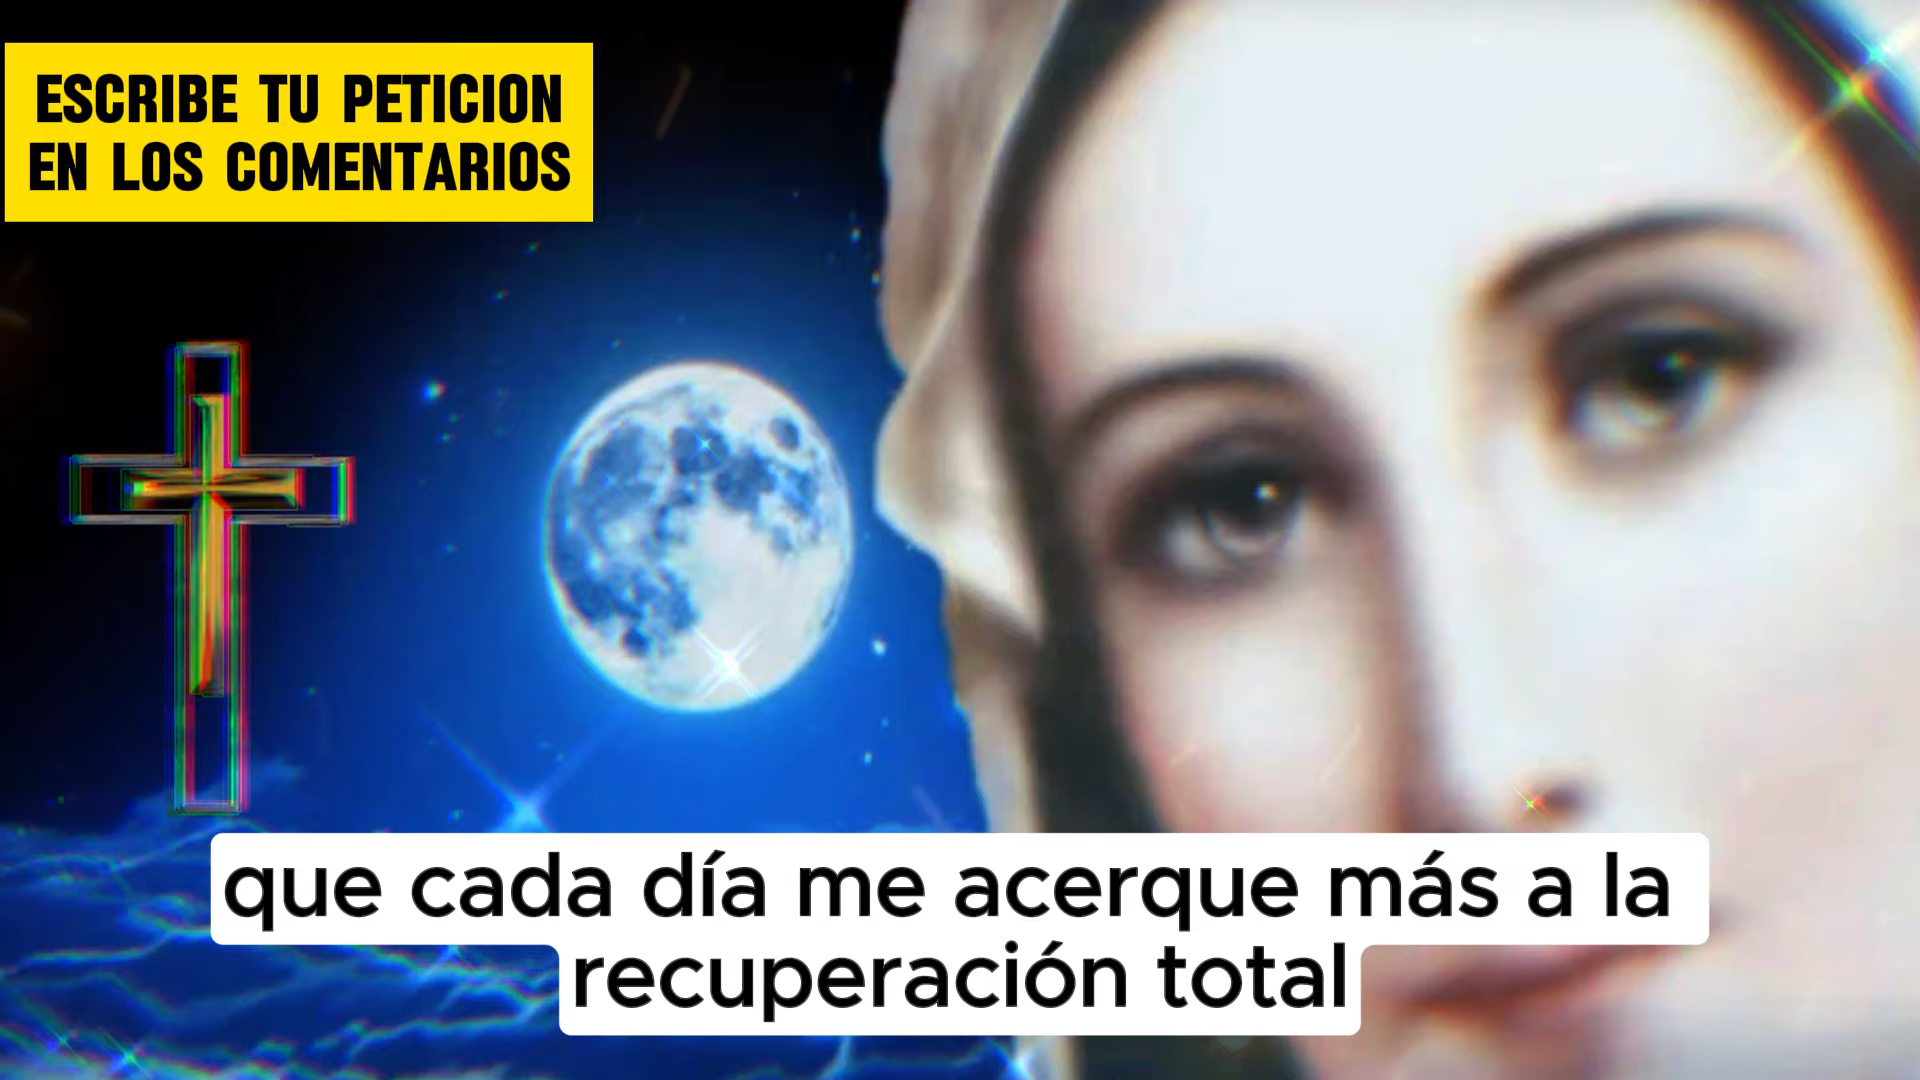 ESCRIBE TU PETICION
EN LOS COMENTARIOS
que cada día me acerque más a la
recuperación total